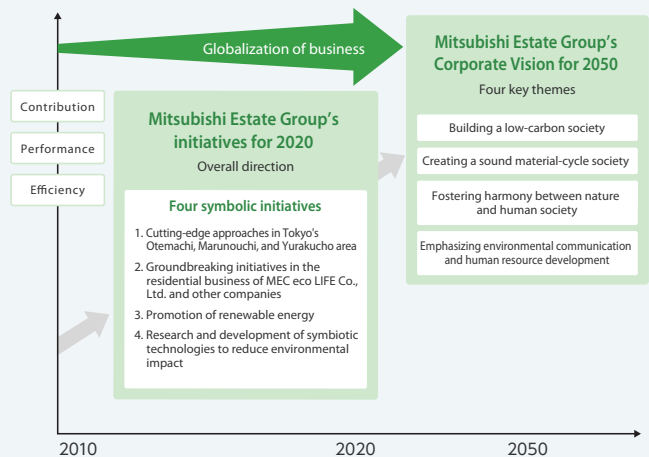 Globalization of business
Contribution
Performance
Efficiency
Mitsubishi Estate Group's
initiatives for 2020
Overall direction
Four symbolic initiatives
1. Cutting-edge approaches in Tokyo's
Otemachi, Marunouchi, and Yurakucho area
2. Groundbreaking initiatives in the
residential business of MEC eco LIFE Co.,
Ltd. and other companies
3. Promotion of renewable energy
4. Research and development of symbiotic
technologies to reduce environmental
impact
Mitsubishi Estate Group's
Corporate Vision for 2050
Four key themes
Building a low-carbon society
Creating a sound material-cycle society
Fostering harmony between nature
and human society
Emphasizing environmental communication
and human resource development
2010
2020
2050